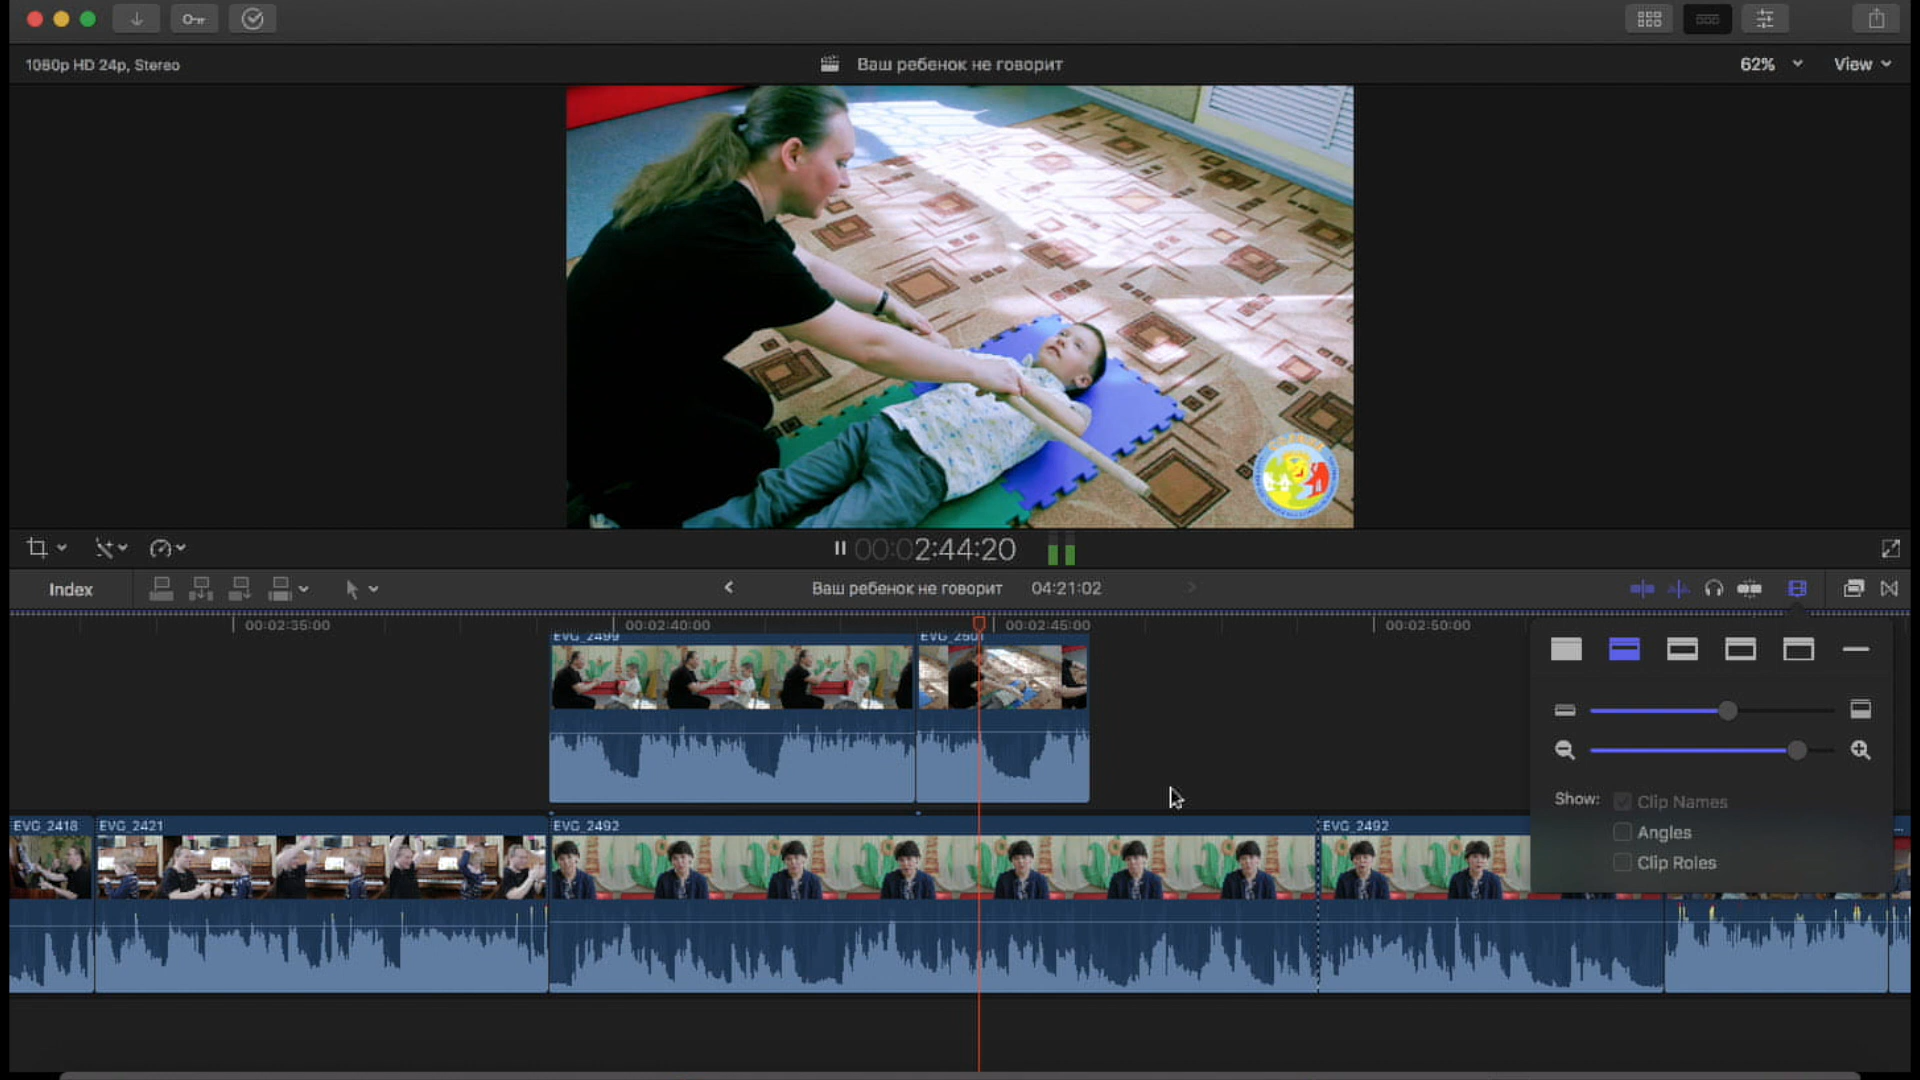 1080p HD 24p, Stereo
Ваш ребенок не говорит
62%
View
00:02:44:20
Index
Ваш ребенок не говорит
04:21:02
00:02:35:00
00:02:40:00
00:02:45:00
00:02:50:00
EVG_2499
EVG_2501
Show:
Clip Names
Angles
Clip Roles
EVG_2418
EVG_2421
EVG_2492
EVG_2492